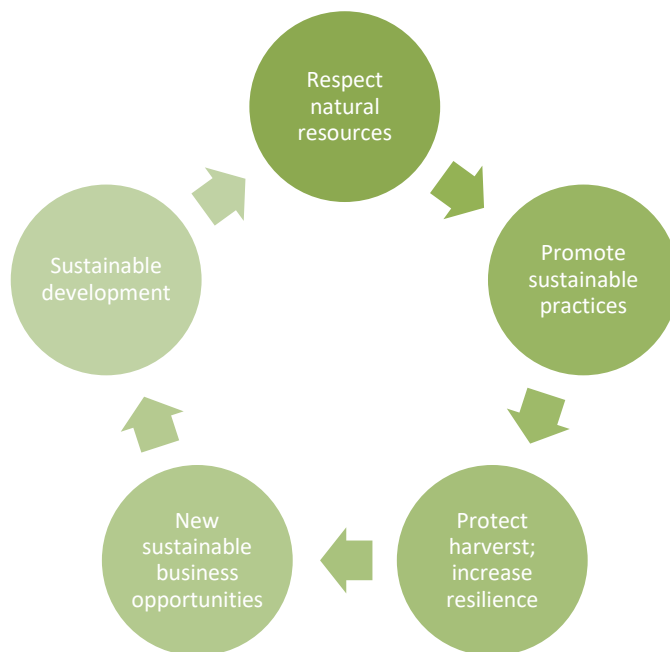 Respect
natural
resources
Promote
sustainable
practices
Protect
harverst;
increase
resilience
New
sustainable
business
opportunities
Sustainable
development